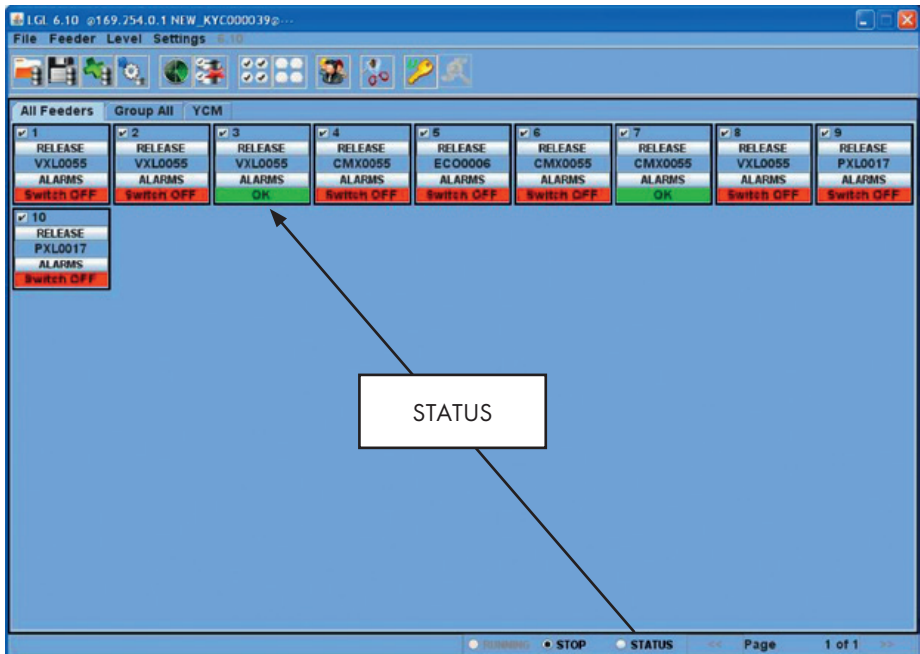 LGL 6.10 @169.254.0.1 NEW_KYC000039@...
File Feeder Level Settings 6.10
All Feeders Group All YCM
1 2 3 4 5 6 7 8 9
RELEASE RELEASE RELEASE RELEASE RELEASE RELEASE RELEASE RELEASE RELEASE
VXL0055 VXL0055 VXL0055 CMX0055 ECO0006 CMX0055 CMX0055 VXL0055 PXL0017
ALARMS ALARMS ALARMS ALARMS ALARMS ALARMS ALARMS ALARMS ALARMS
Switch OFF Switch OFF OK Switch OFF Switch OFF Switch OFF OK Switch OFF Switch OFF
10
RELEASE
PXL0017
ALARMS
Switch OFF
STATUS
RUNNING STOP STATUS << Page 1 of 1 >>